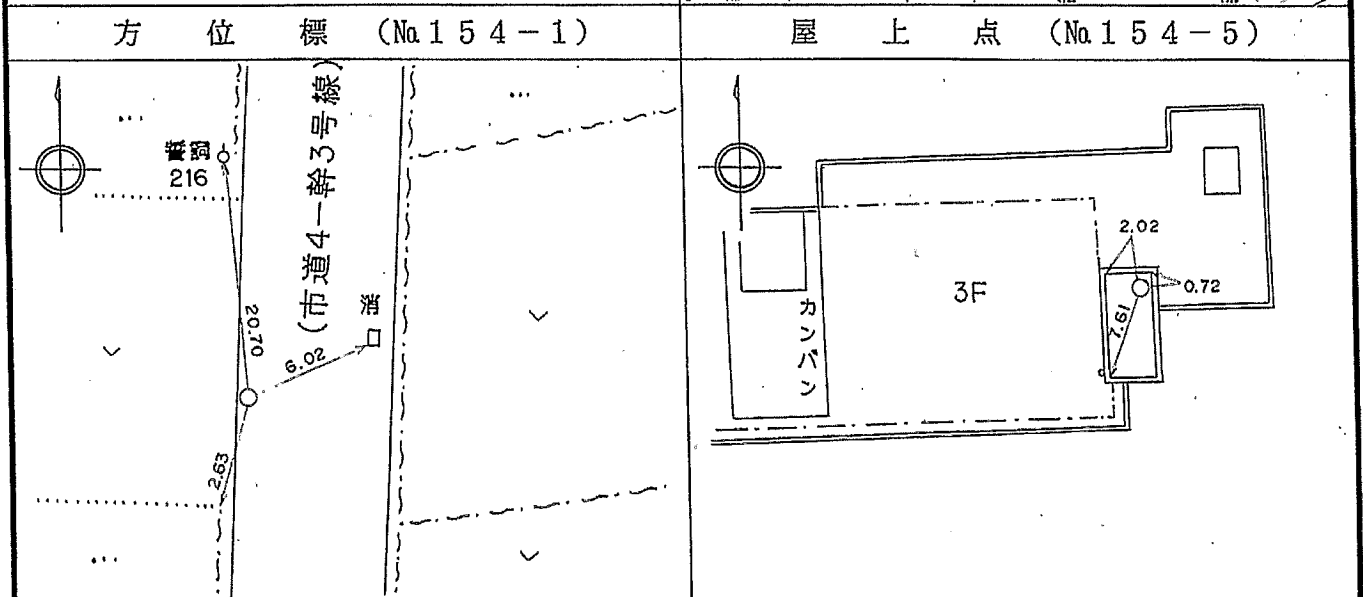 方位標 (No.154-1)
屋上点 (No.154-5)
216
(市道4-幹3号線)
消
20.70
6.02
2.63
3F
カンバン
2.02
0.72
7.61